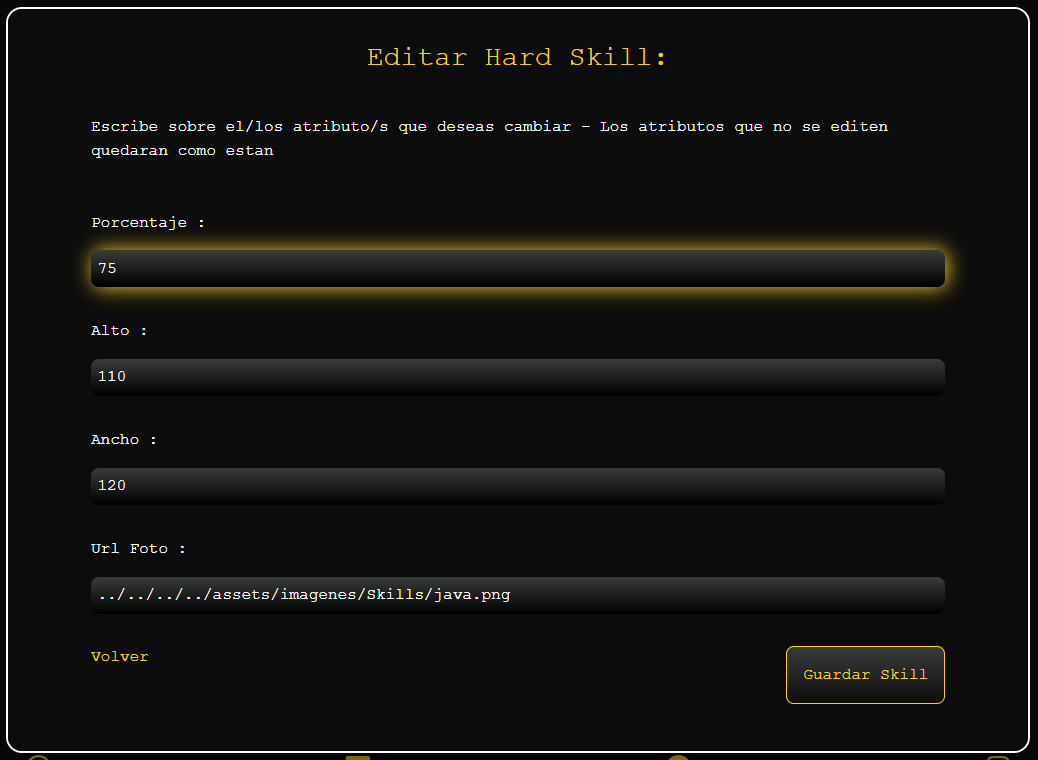 Editar Hard Skill:
Escribe sobre el/los atributo/s que deseas cambiar - Los atributos que no se editen
quedaran como estan
Porcentaje :
75
Alto :
110
Ancho :
120
Url Foto :
../../../../assets/imagenes/Skills/java.png
Volver
Guardar Skill